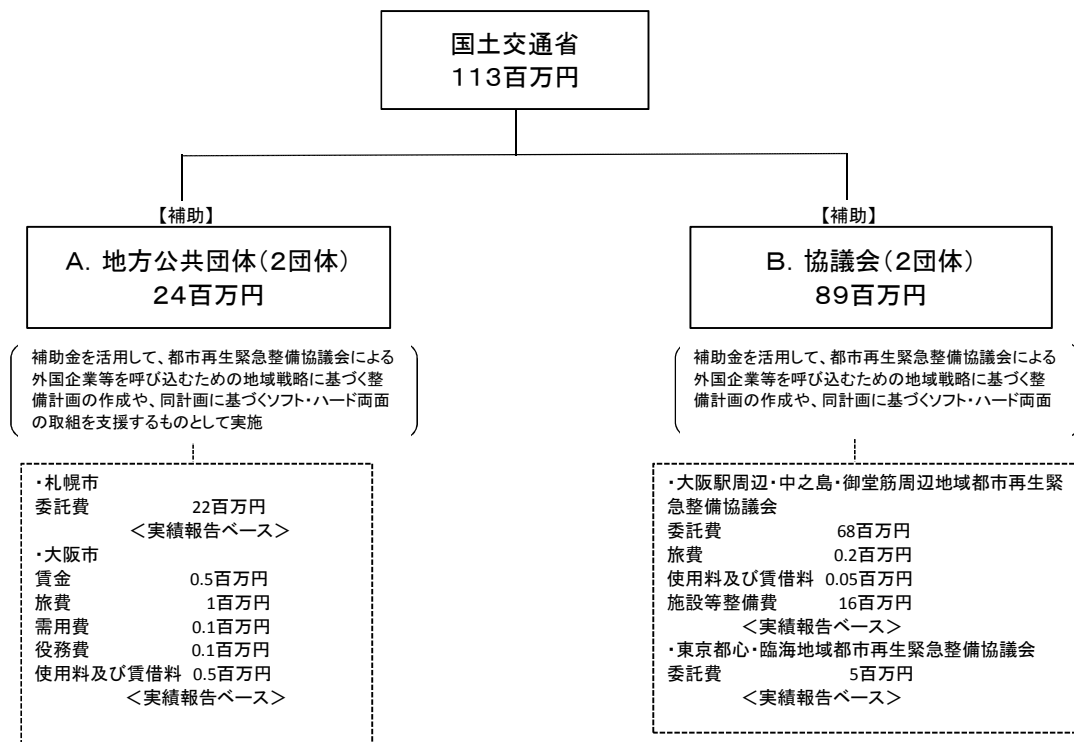 国土交通省
113百万円
【補助】
A. 地方公共団体(2団体)
24百万円
補助金を活用して、都市再生緊急整備協議会による
外国企業等を呼び込むための地域戦略に基づく整
備計画の作成や、同計画に基づくソフト・ハード両面
の取組を支援するものとして実施
・札幌市
委託費 22百万円
＜実績報告ベース＞
・大阪市
賃金 0.5百万円
旅費 1百万円
需用費 0.1百万円
役務費 0.1百万円
使用料及び賃借料 0.5百万円
＜実績報告ベース＞
【補助】
B. 協議会(2団体)
89百万円
補助金を活用して、都市再生緊急整備協議会による
外国企業等を呼び込むための地域戦略に基づく整
備計画の作成や、同計画に基づくソフト・ハード両面
・大阪駅周辺・中之島・御堂筋周辺地域都市再生緊
急整備協議会
委託費 68百万円
旅費 0.2百万円
使用料及び賃借料 0.05百万円
施設等整備費 16百万円
＜実績報告ベース＞
・東京都心・臨海地域都市再生緊急整備協議会
委託費 5百万円
＜実績報告ベース＞